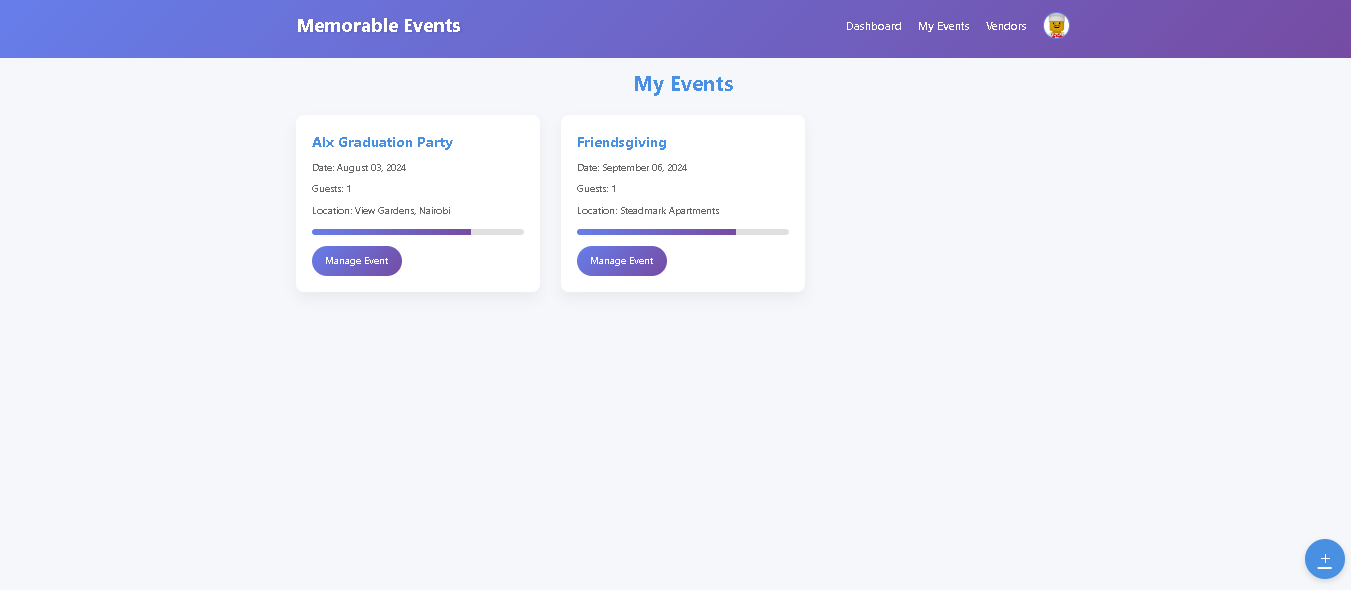 Memorable Events
Dashboard
My Events
Vendors
My Events
Alx Graduation Party
Date: August 03, 2024
Guests: 1
Location: View Gardens, Nairobi
Manage Event
Friendsgiving
Date: September 06, 2024
Guests: 1
Location: Steadmark Apartments
Manage Event
+